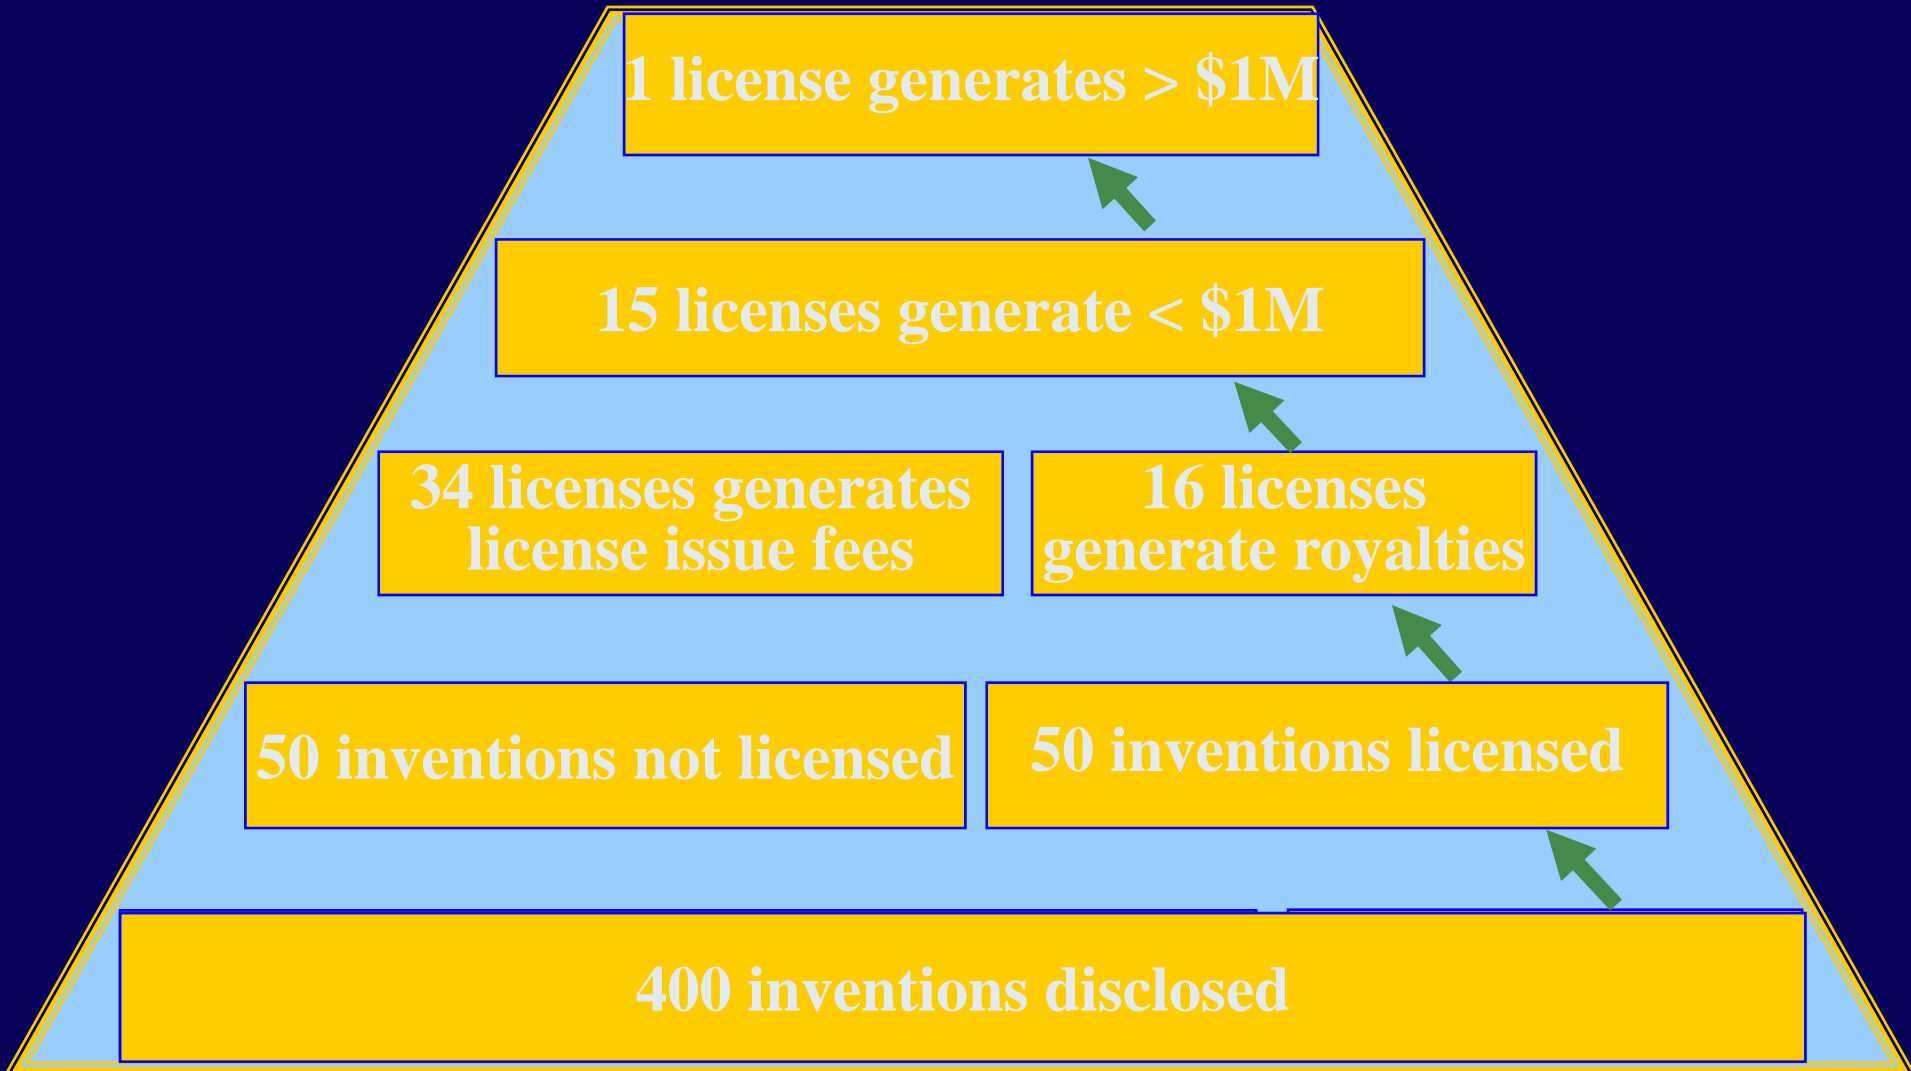 1 license generates > $1M
15 licenses generate < $1M
34 licenses generates
license issue fees
16 licenses
generate royalties
50 inventions not licensed
50 inventions licensed
400 inventions disclosed